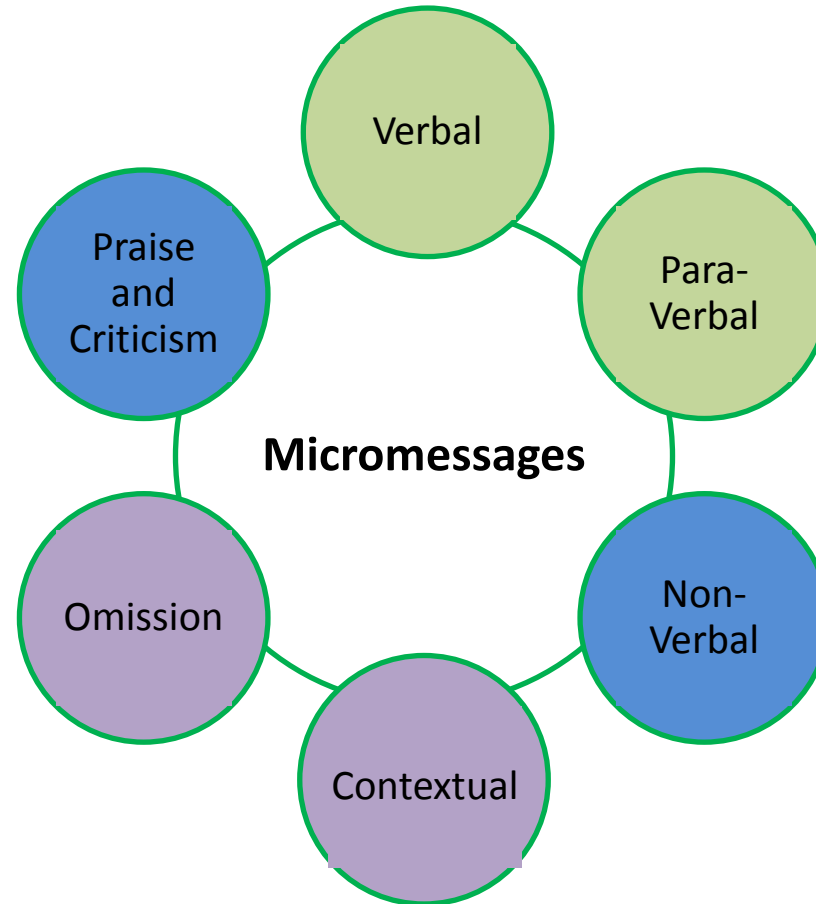 Verbal
Para-
Verbal
Non-
Verbal
Contextual
Omission
Praise
and
Criticism
Micromessages